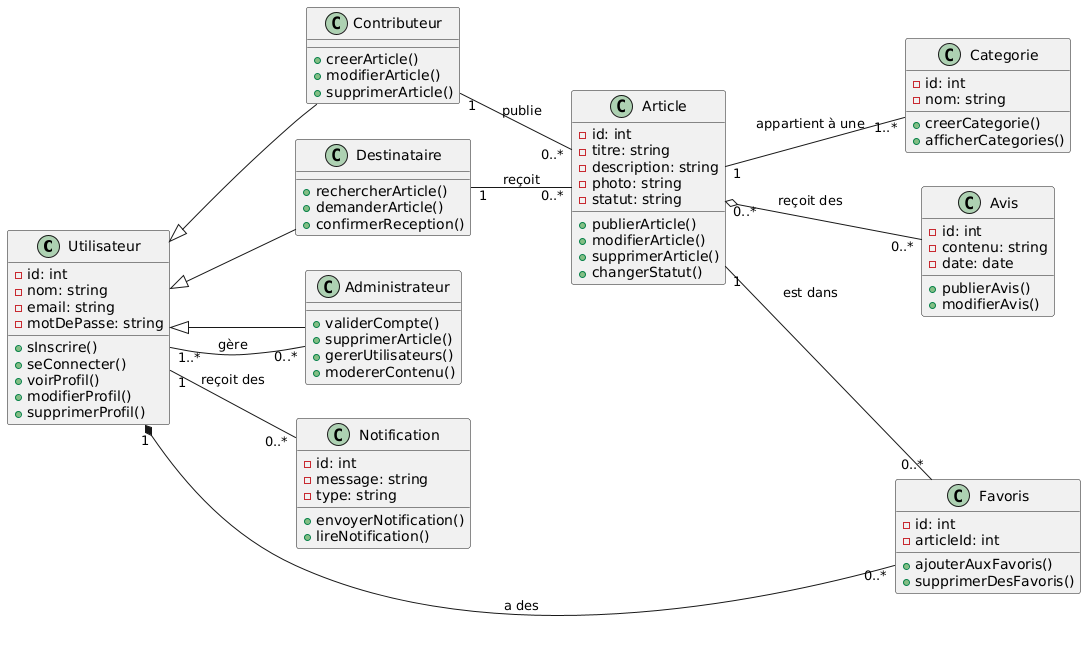 C Contributeur
creerArticle()
modifierArticle()
supprimerArticle()
1
publie
0..*
C Destinataire
rechercherArticle()
demanderArticle()
confirmerReception()
1
reçoit
0..*
C Utilisateur
id: int
nom: string
email: string
motDePasse: string
sInscrire()
seConnecter()
voirProfil()
modifierProfil()
supprimerProfil()
C Administrateur
validerCompte()
supprimerArticle()
gererUtilisateurs()
modererContenu()
1..*
gère
0..*
1
reçoit des
0..*
C Notification
id: int
message: string
type: string
envoyerNotification()
lireNotification()
C Article
id: int
titre: string
description: string
photo: string
statut: string
publierArticle()
modifierArticle()
supprimerArticle()
changerStatut()
1
appartient à une
1..*
C Categorie
id: int
nom: string
creerCategorie()
afficherCategories()
0..*
reçoit des
0..*
C Avis
id: int
contenu: string
date: date
publierAvis()
modifierAvis()
1
est dans
0..*
C Favoris
id: int
articleId: int
ajouterAuxFavoris()
supprimerDesFavoris()
1
a des
0..*